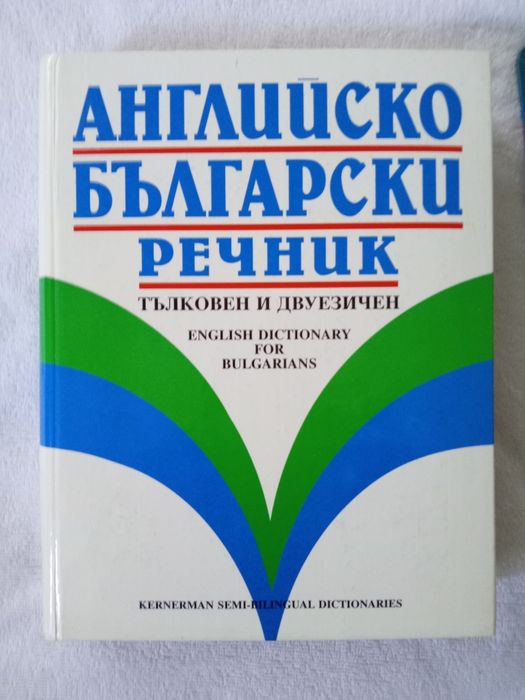 АНГЛИЙСКО
БЪЛГАРСКИ
РЕЧНИК
ТЪЛКОВЕН И ДВУЕЗИЧЕН
ENGLISH DICTIONARY
FOR
BULGARIANS
KERNERMAN SEMI-BILINGUAL DICTIONARIES